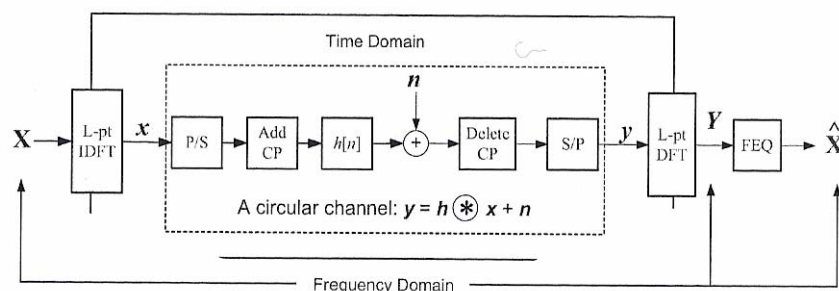 Time Domain
n
X
L-pt
IDFT
x
P/S
Add
CP
h[n]
+
Delete
CP
S/P
y
L-pt
DFT
Y
FEQ
X̂
A circular channel: y = h ⊛ x + n
Frequency Domain